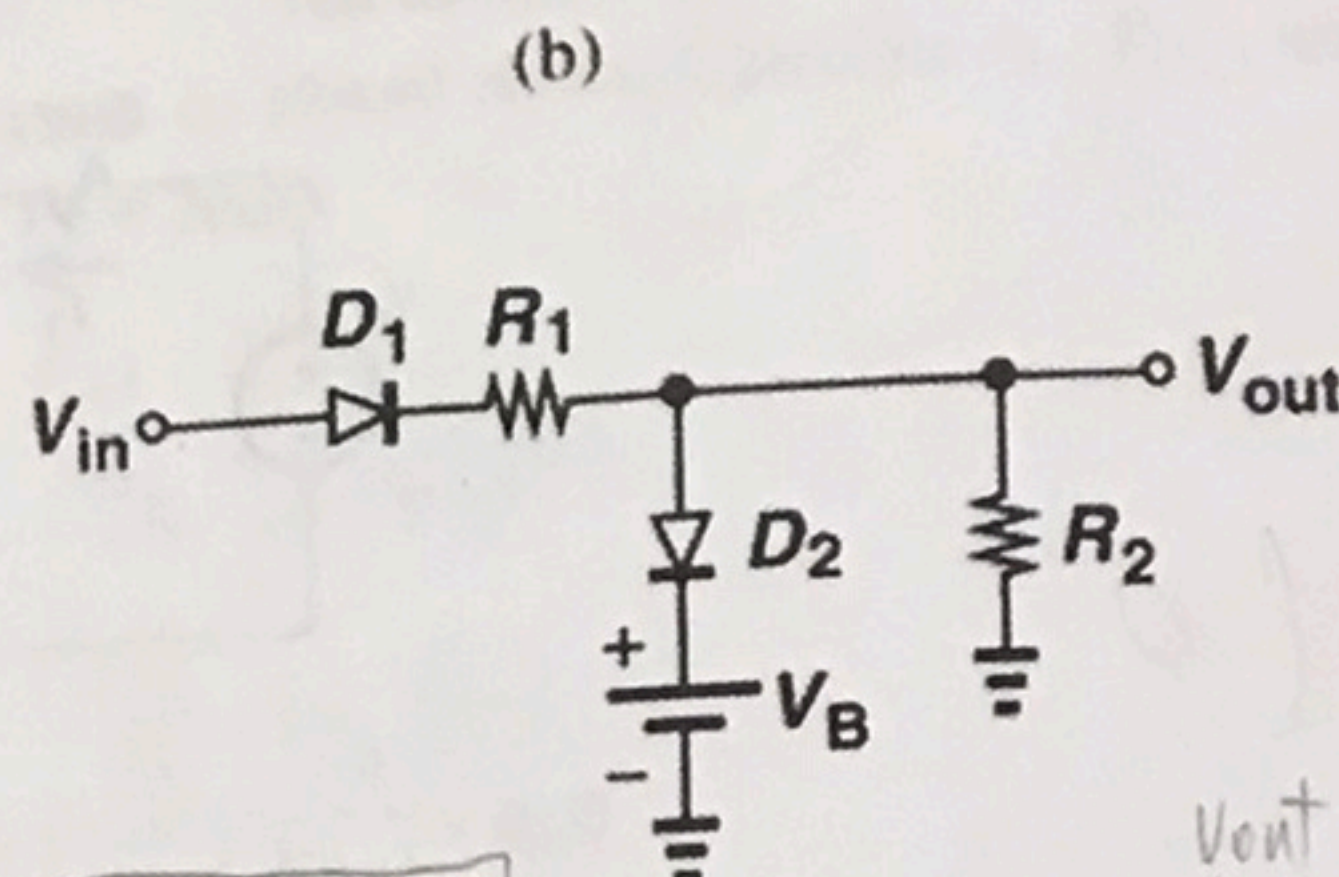 (b)
D₁ R₁
Vin Vout
D₂ R₂
+
VB
−
Vout